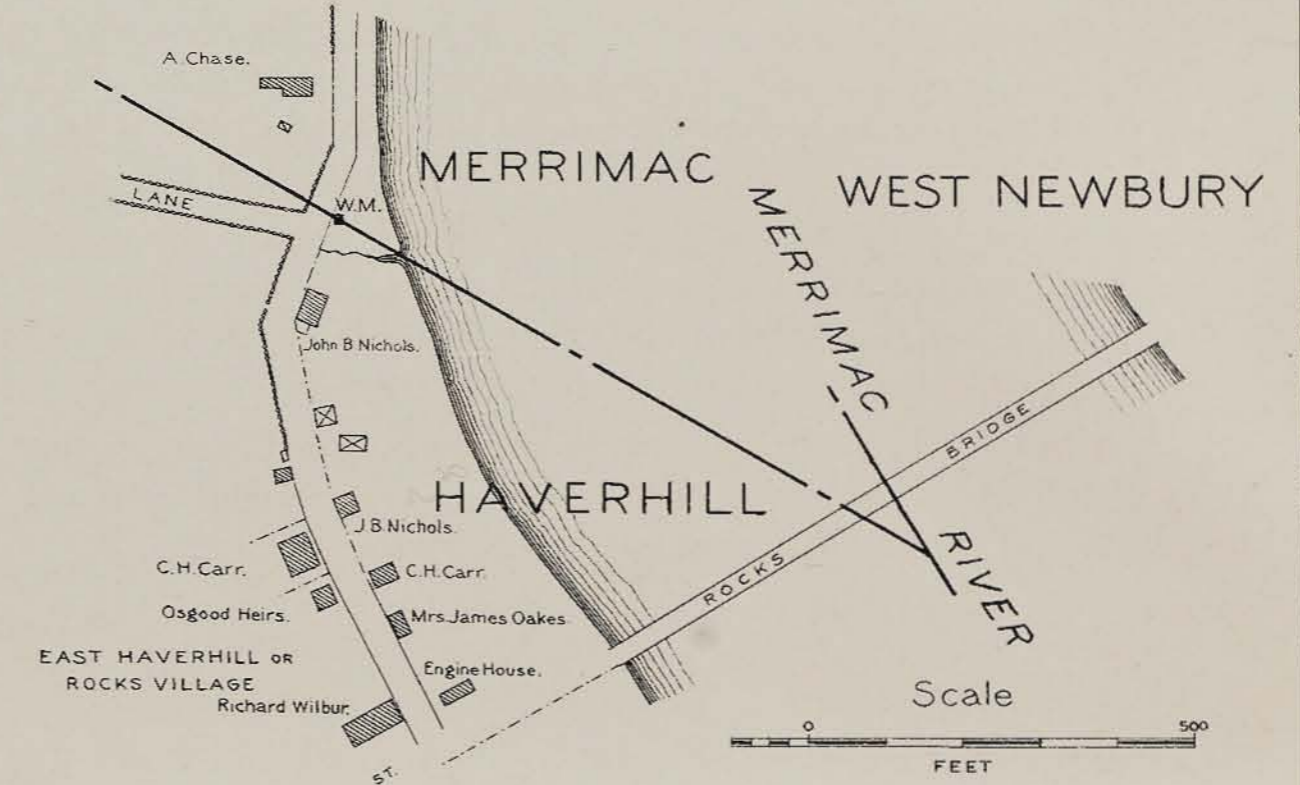 A. Chase.
MERRIMAC
WEST NEWBURY
MERRIMAC
RIVER
LANE
W.M.
John B Nichols.
HAVERHILL
BRIDGE
ROCKS
J B Nichols.
C.H. Carr.
C.H. Carr.
Osgood Heirs.
Mrs. James Oakes.
EAST HAVERHILL OR
ROCKS VILLAGE
Engine House.
Richard Wilbur.
ST.
Scale
0
500
FEET